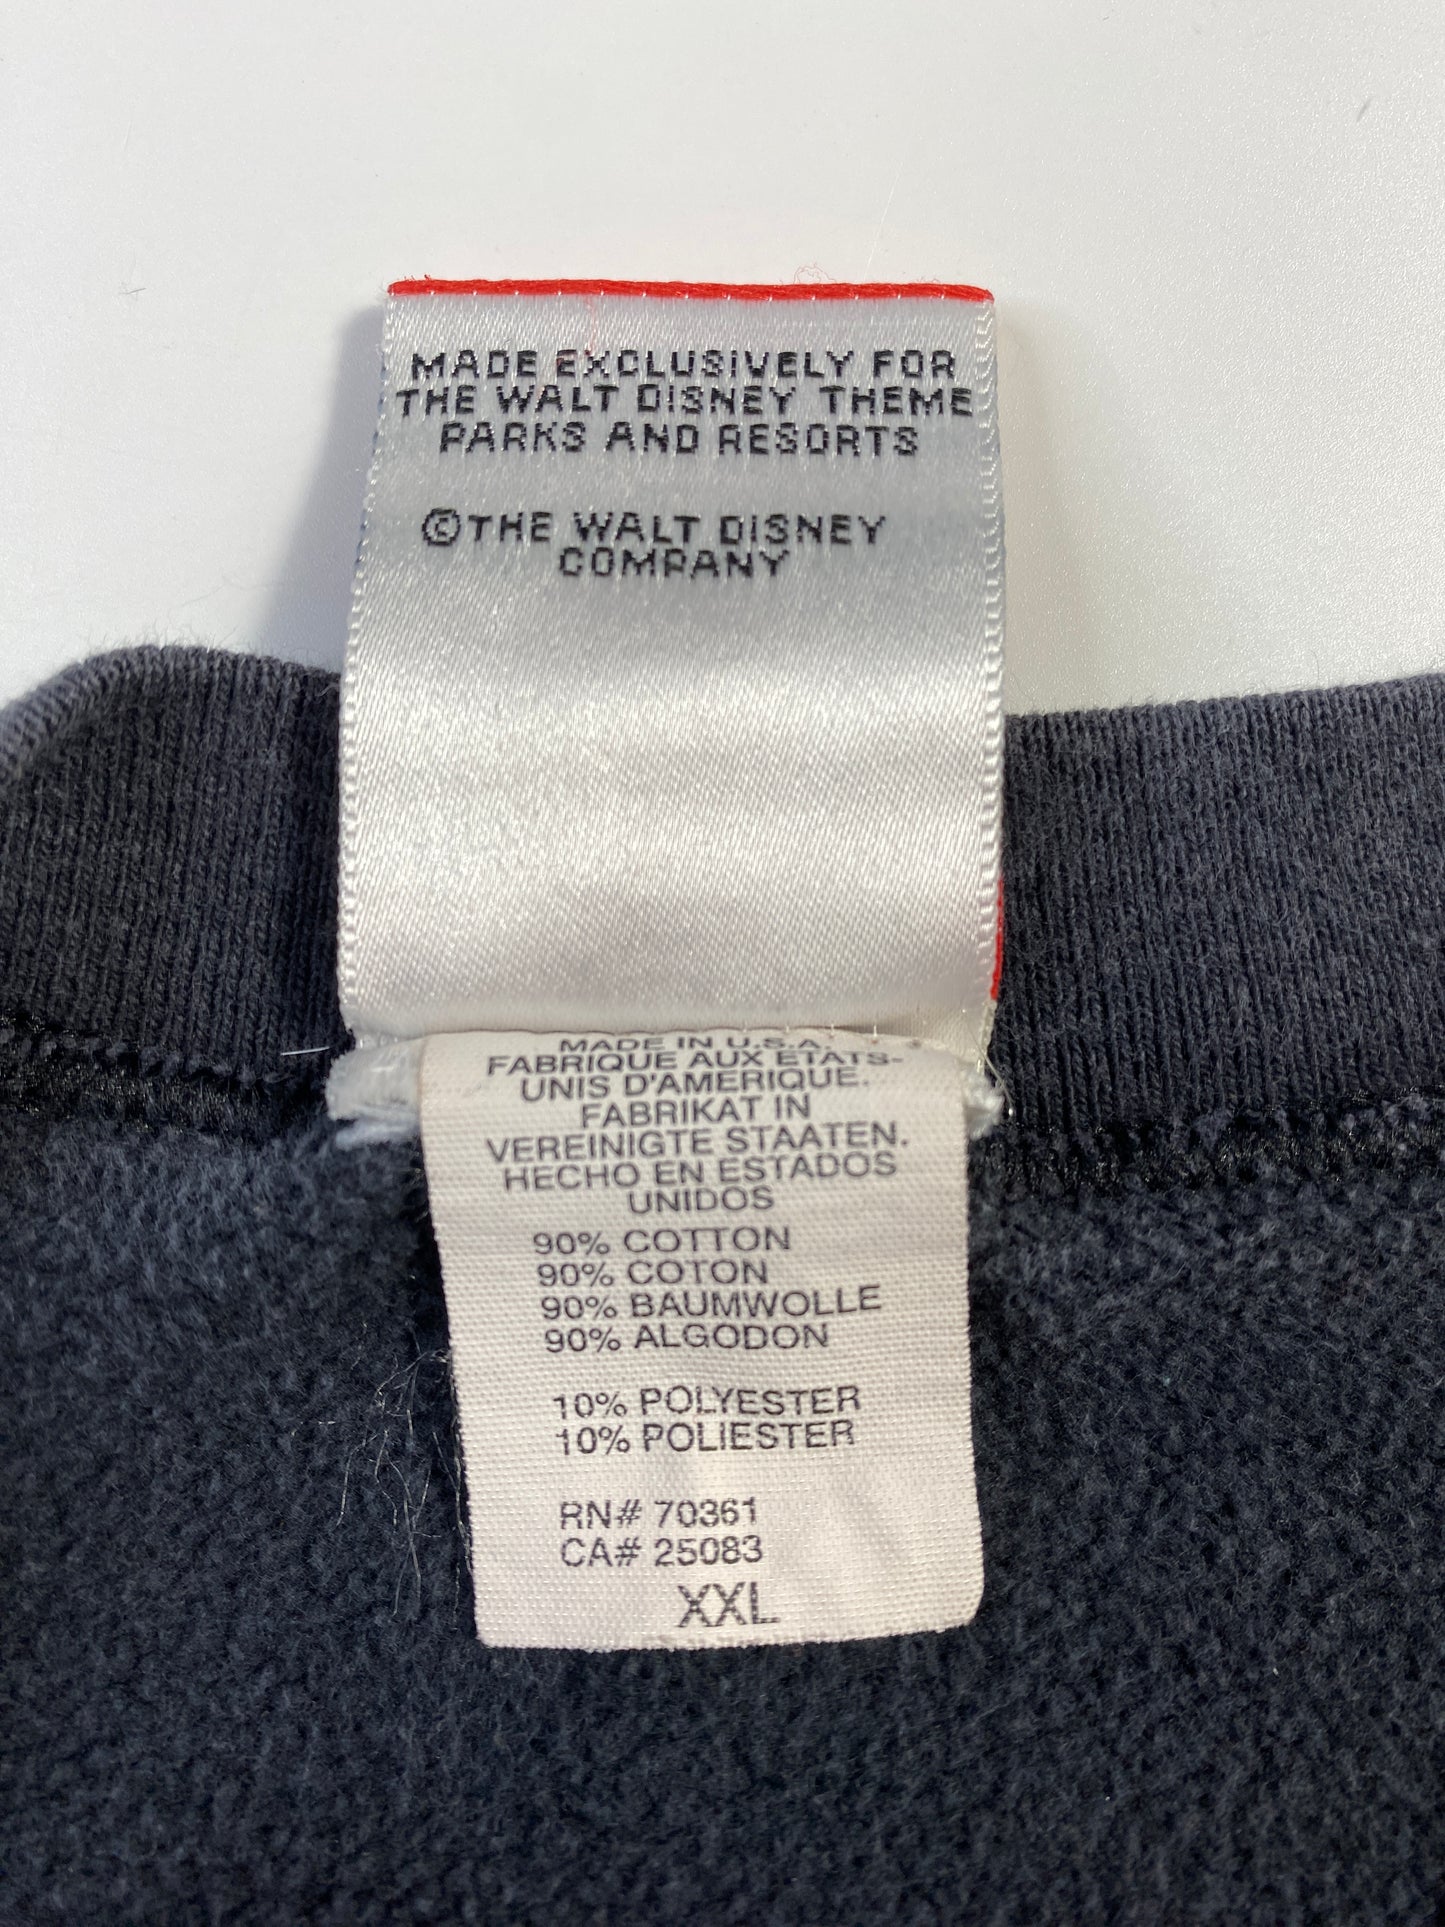 MADE EXCLUSIVELY FOR
THE WALT DISNEY THEME
PARKS AND RESORTS
©THE WALT DISNEY
COMPANY
MADE IN U.S.A.
FABRIQUE AUX ETATS-
UNIS D'AMERIQUE.
FABRIKAT IN
VEREINIGTE STAATEN.
HECHO EN ESTADOS
UNIDOS
90% COTTON
90% COTON
90% BAUMWOLLE
90% ALGODON
10% POLYESTER
10% POLIESTER
RN# 70361
CA# 25083
XXL